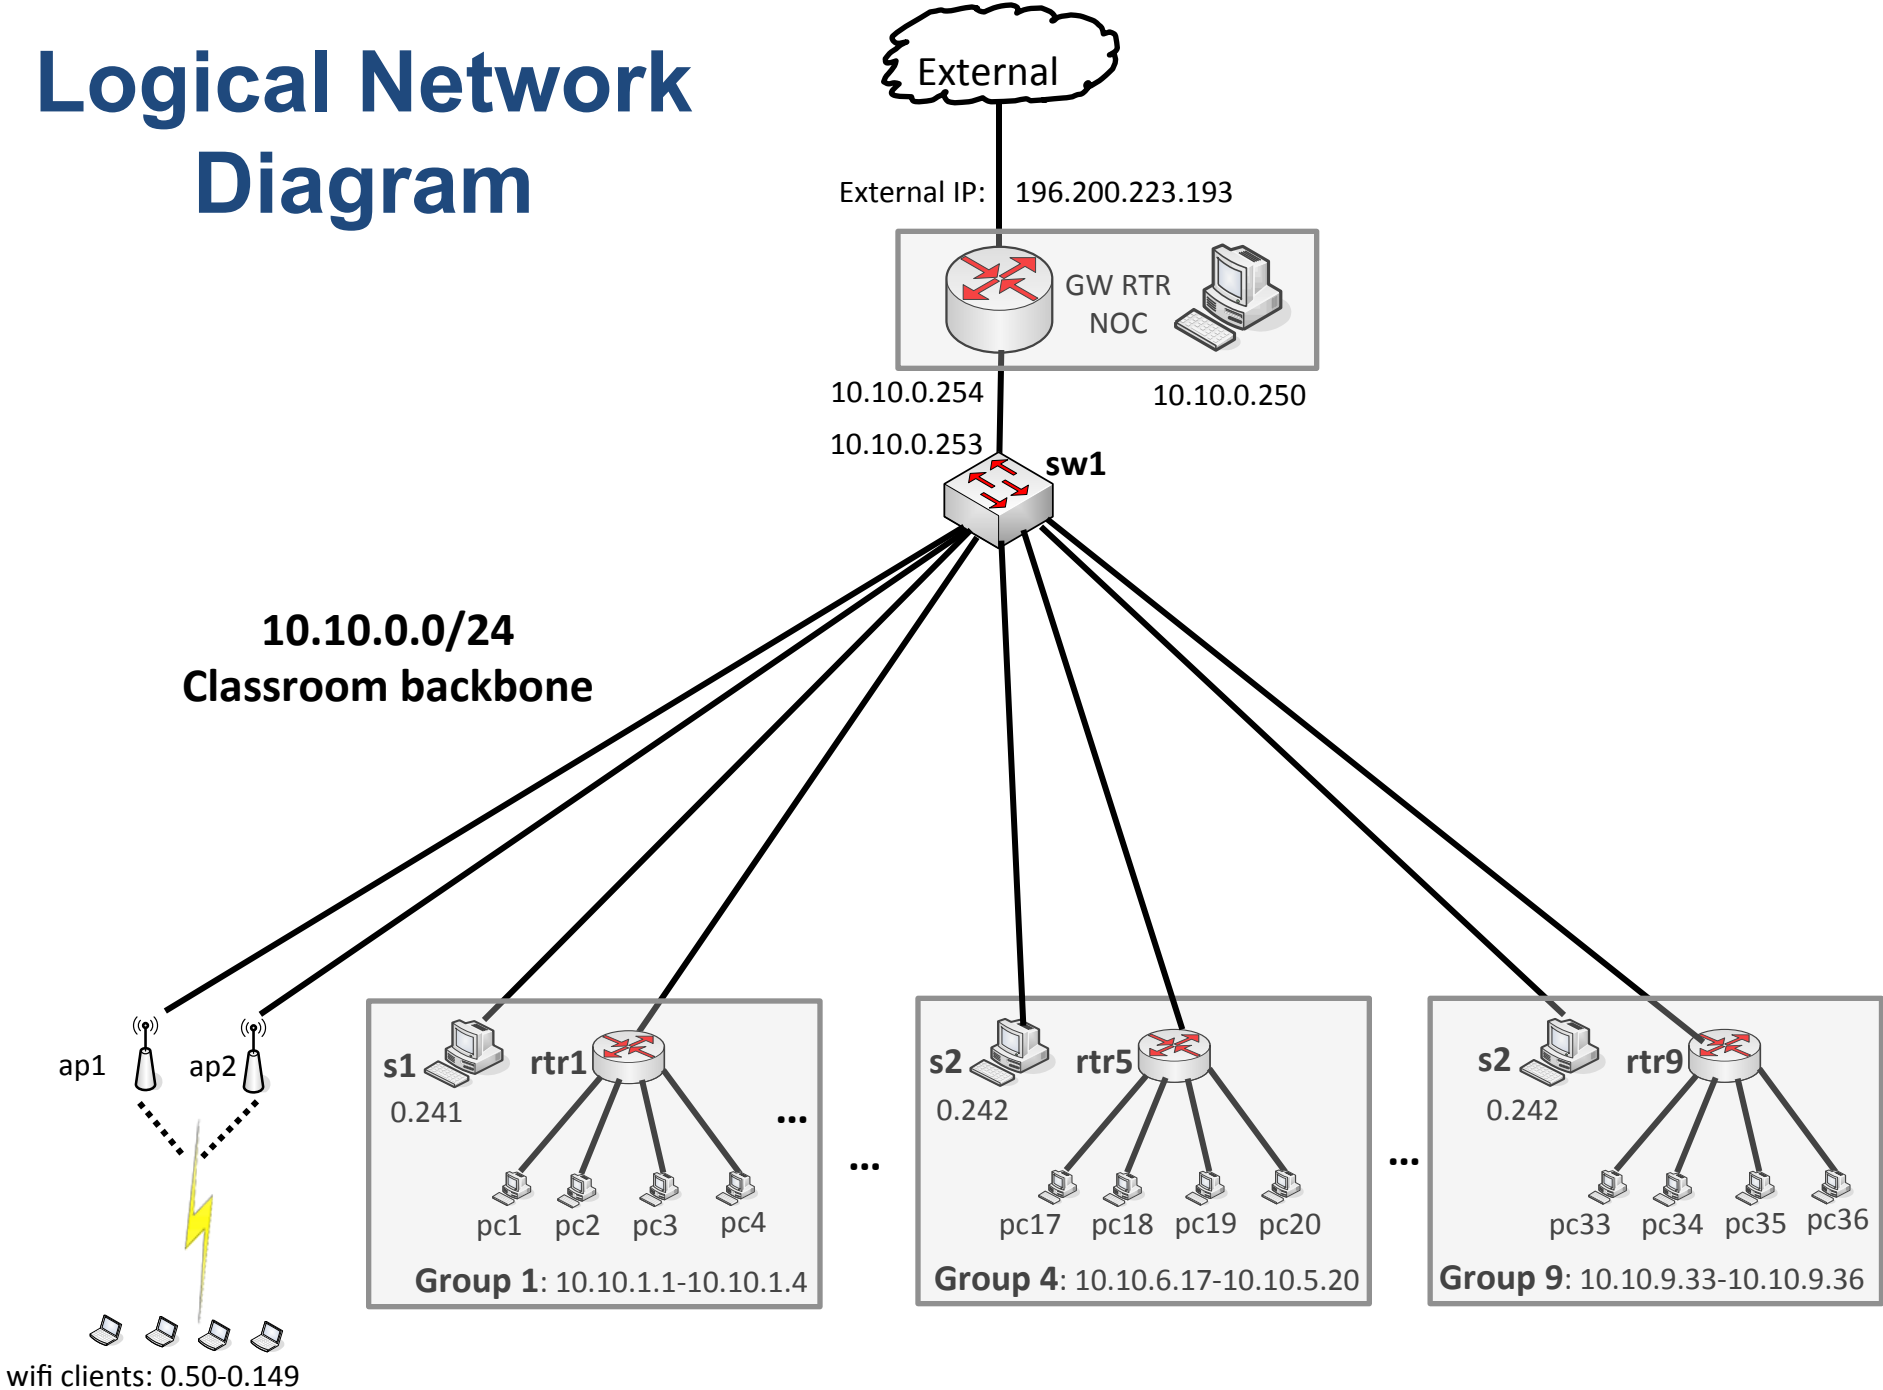 Logical Network
Diagram
External
External IP: 196.200.223.193
GW RTR
NOC
10.10.0.254
10.10.0.250
10.10.0.253
sw1
10.10.0.0/24
Classroom backbone
ap1
ap2
s1
0.241
rtr1
...
pc1 pc2 pc3 pc4
Group 1: 10.10.1.1-10.10.1.4
...
s2
0.242
rtr5
pc17 pc18 pc19 pc20
Group 4: 10.10.6.17-10.10.5.20
...
s2
0.242
rtr9
pc33 pc34 pc35 pc36
Group 9: 10.10.9.33-10.10.9.36
wifi clients: 0.50-0.149